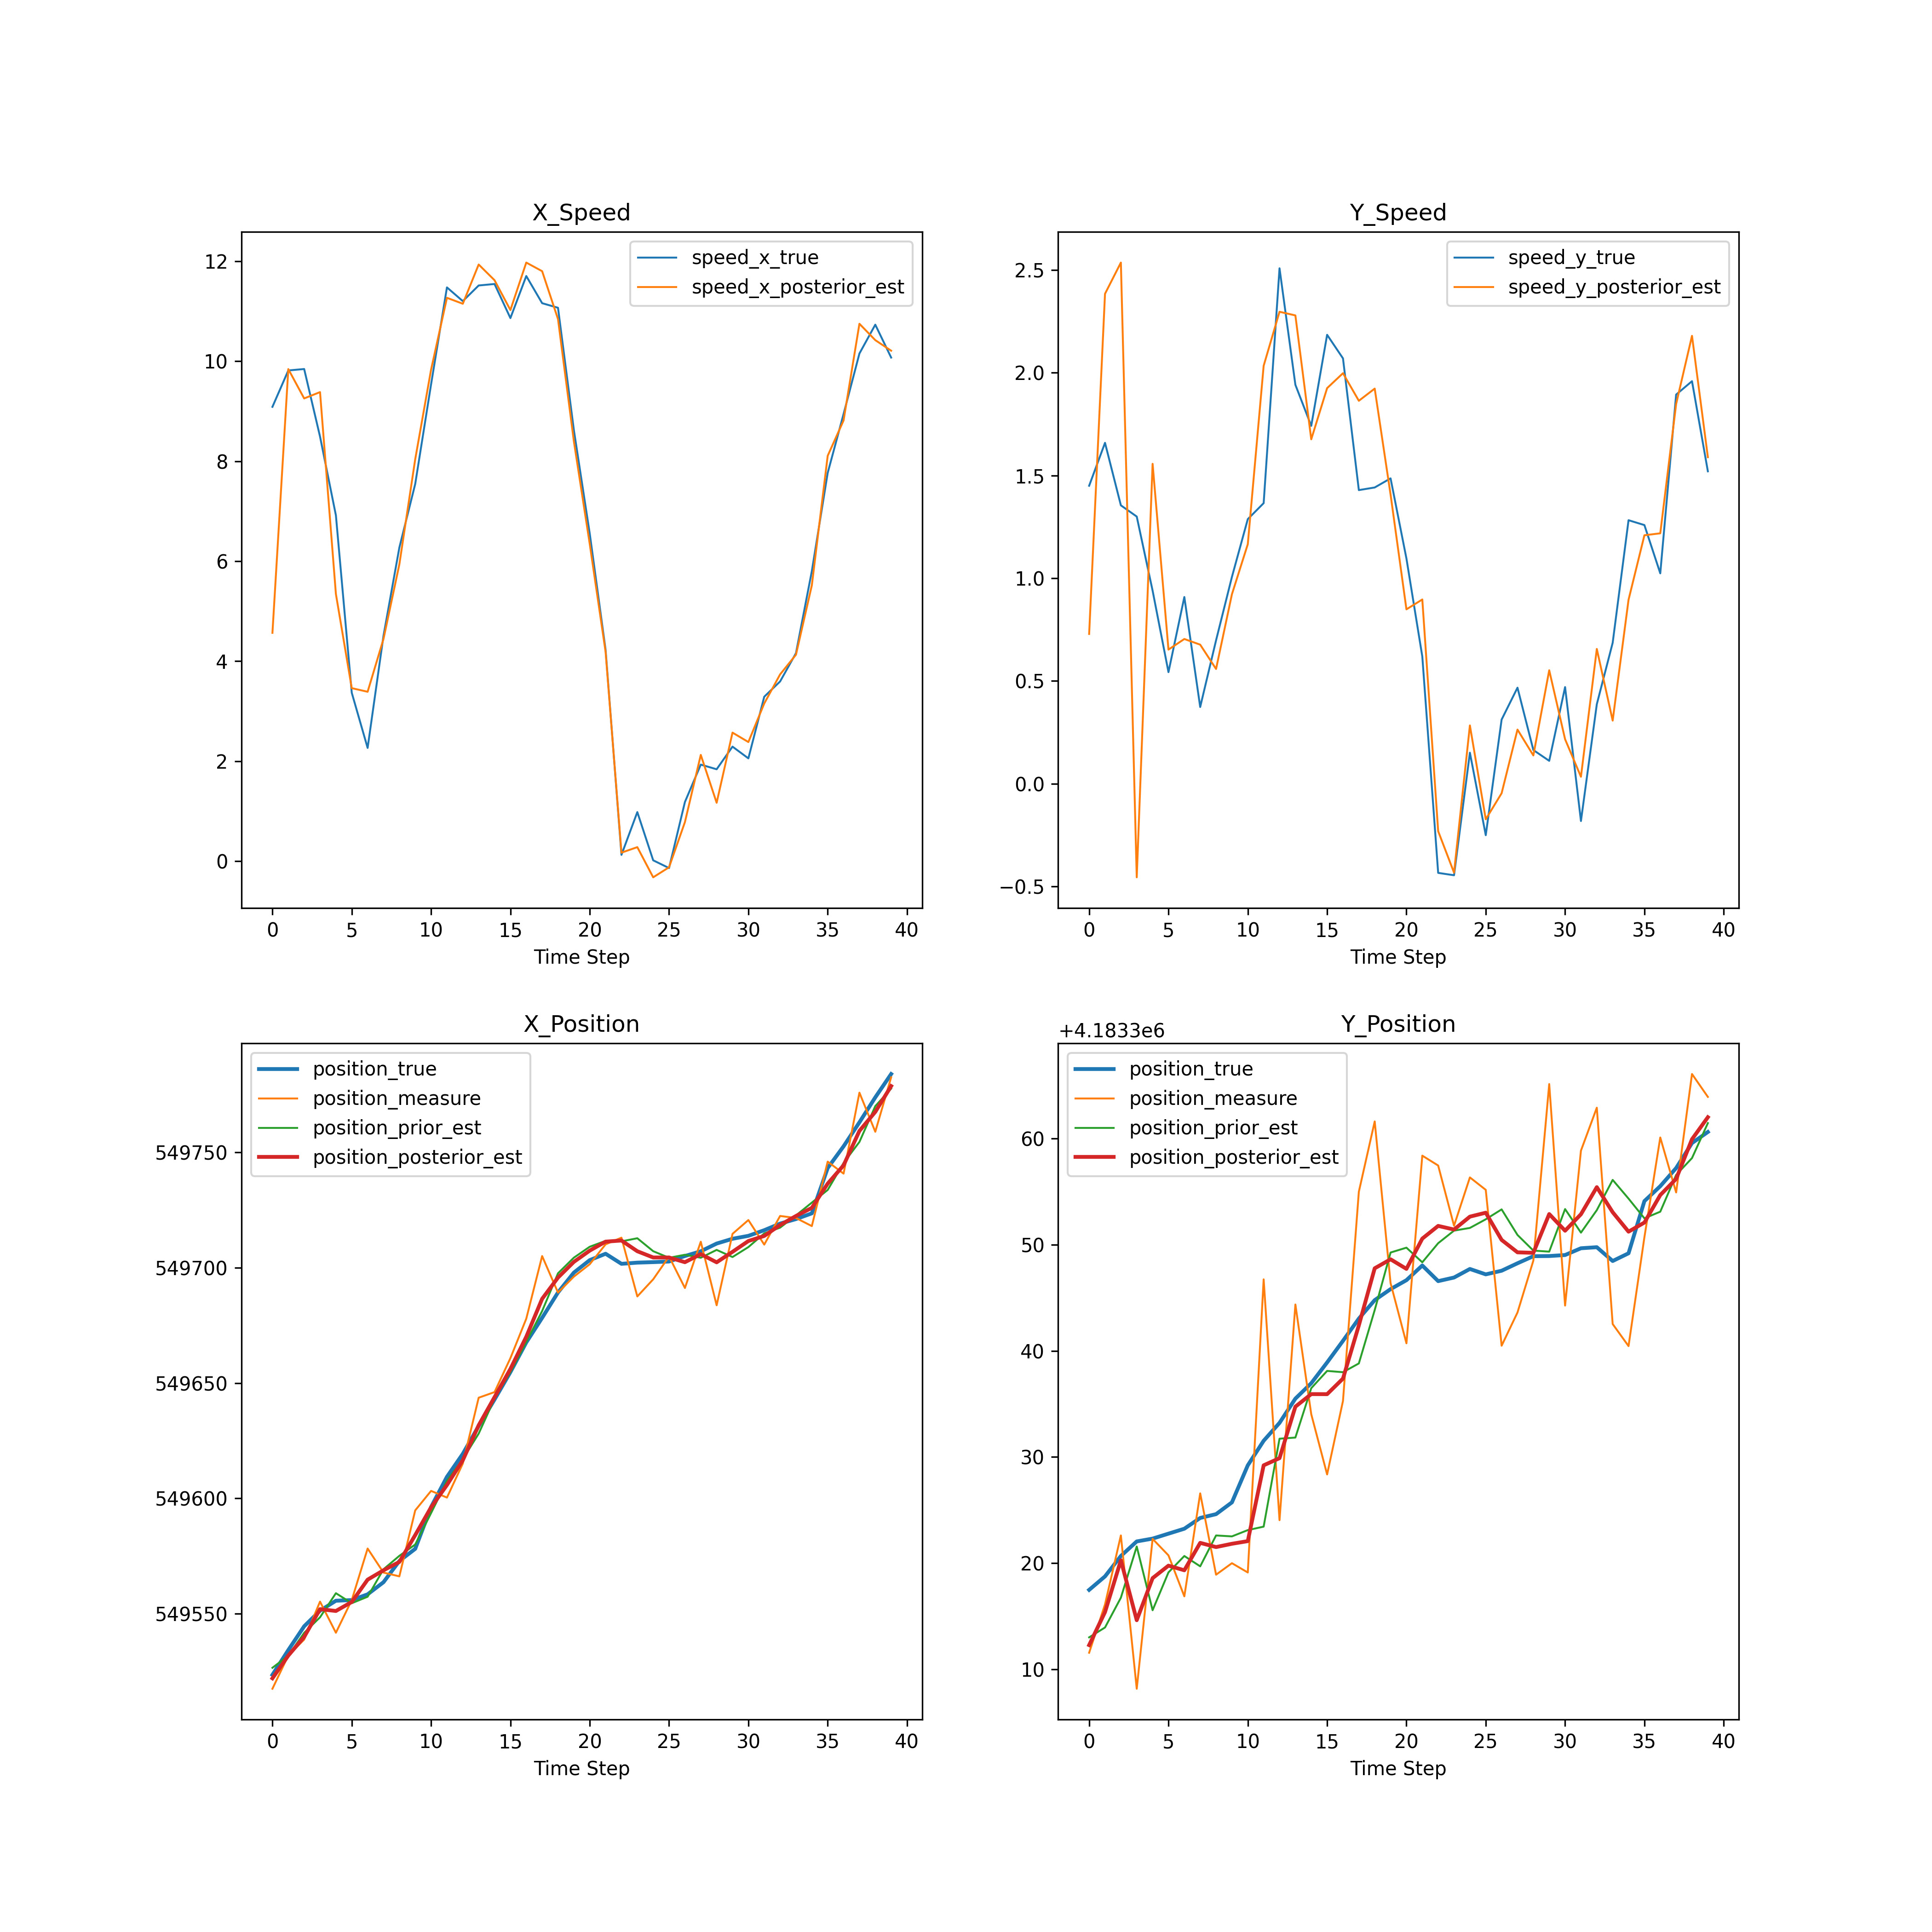 X_Speed
speed_x_true
speed_x_posterior_est
12
10
8
6
4
2
0
0 5 10 15 20 25 30 35 40
Time Step
Y_Speed
speed_y_true
speed_y_posterior_est
2.5
2.0
1.5
1.0
0.5
0.0
−0.5
0 5 10 15 20 25 30 35 40
Time Step
X_Position
position_true
position_measure
position_prior_est
position_posterior_est
549750
549700
549650
549600
549550
0 5 10 15 20 25 30 35 40
Time Step
+4.1833e6
Y_Position
position_true
position_measure
position_prior_est
position_posterior_est
60
50
40
30
20
10
0 5 10 15 20 25 30 35 40
Time Step